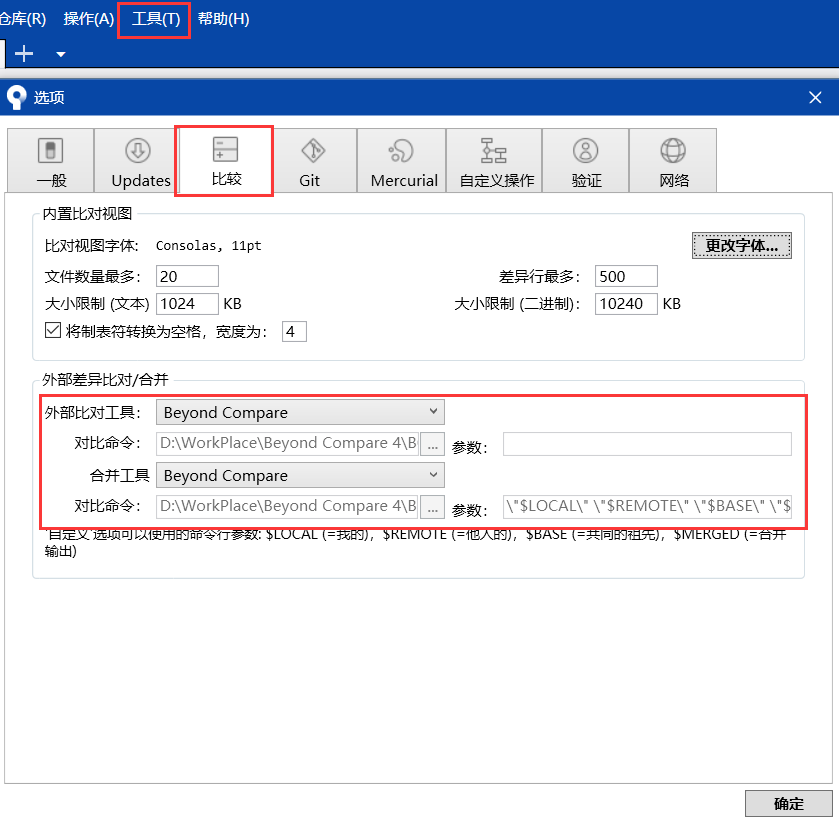 仓库(R) 操作(A) 工具(T) 帮助(H)
选项
一般 Updates 比较 Git Mercurial 自定义操作 验证 网络
内置比对视图
比对视图字体: Consolas, 11pt 更改字体...
文件数量最多: 20 差异行最多: 500
大小限制 (文本) 1024 KB 大小限制 (二进制): 10240 KB
将制表符转换为空格，宽度为: 4
外部差异比对/合并
外部比对工具: Beyond Compare
对比命令: D:\WorkPlace\Beyond Compare 4\B ... 参数:
合并工具 Beyond Compare
对比命令: D:\WorkPlace\Beyond Compare 4\B ... 参数: \"$LOCAL\" \"$REMOTE\" \"$BASE\" \"$
'自定义'选项可以使用的命令行参数: $LOCAL (=我的)，$REMOTE (=他人的)，$BASE (=共同的祖先)，$MERGED (=合并
输出)
确定